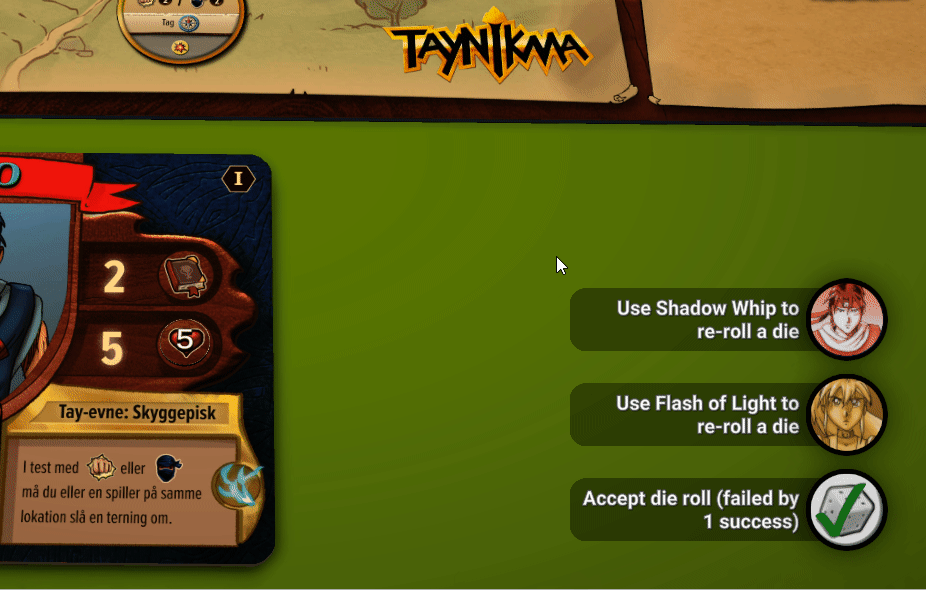 Tag
TAYNIKMA
I
2
5
5
Tay-evne: Skyggepisk
I test med eller
må du eller en spiller på samme
lokation slå en terning om.
Use Shadow Whip to
re-roll a die
Use Flash of Light to
re-roll a die
Accept die roll (failed by
1 success)